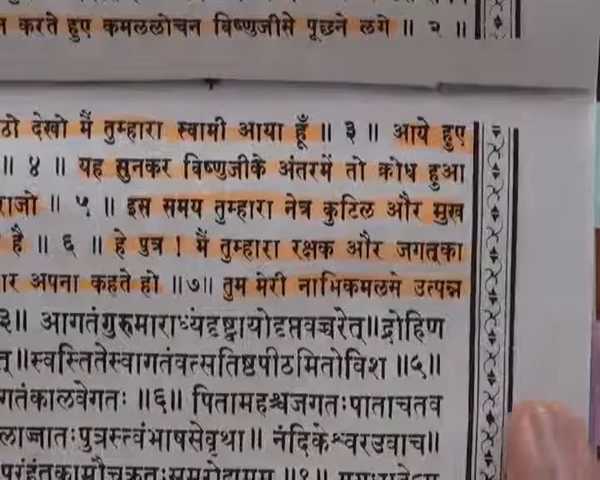 करते हुए कमललोचन विष्णुजीसे पूछने लगे ॥ २ ॥
ठो देखो मैं तुम्हारा स्वामी आया हूँ ॥ ३ ॥ आये हुए
॥ ४ ॥ यह सुनकर विष्णुजीके अंतरमें तो क्रोध हुआ
राजो ॥ ५ ॥ इस समय तुम्हारा नेत्र कुटिल और मुख
है ॥ ६ ॥ हे पुत्र ! मैं तुम्हारा रक्षक और जगत्का
र अपना कहते हो ॥७॥ तुम मेरी नाभिकमलसे उत्पन्न
३॥ आगतंगुरुमाराध्यंदृष्ट्वायोदृप्तवच्चरेत्॥द्रोहिण
त्॥स्वस्तितेस्वागतंवत्सतिष्ठपीठमितोविश ॥५॥
गतंकालवेगतः ॥६॥ पितामहश्चजगतःपाताचतव
लाज्जातःपुत्रस्त्वंभाषसेवृथा॥ नंदिकेश्वरउवाच॥